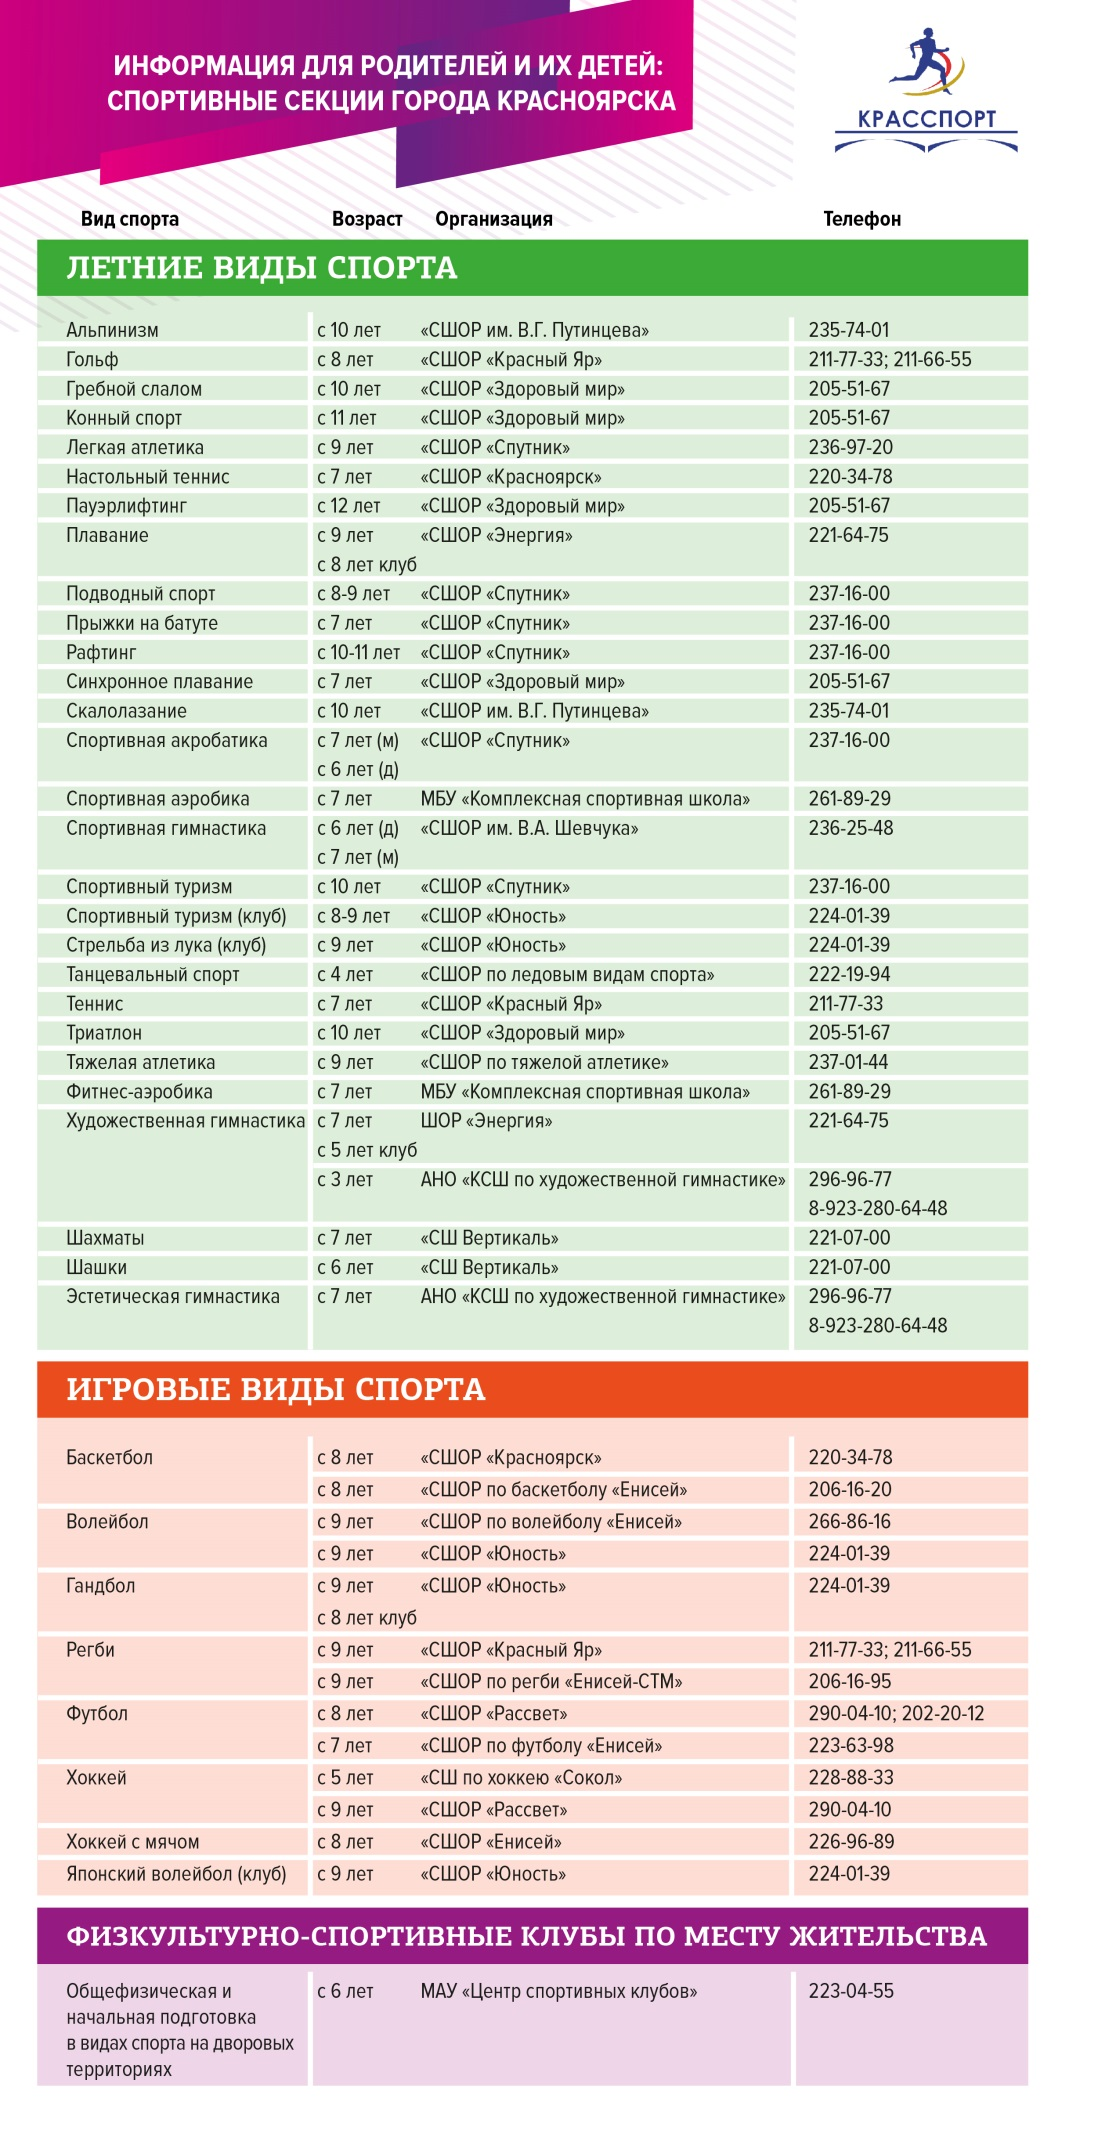 ИНФОРМАЦИЯ ДЛЯ РОДИТЕЛЕЙ И ИХ ДЕТЕЙ:
СПОРТИВНЫЕ СЕКЦИИ ГОРОДА КРАСНОЯРСКА
КРАССПОРТ
Вид спорта Возраст Организация Телефон
ЛЕТНИЕ ВИДЫ СПОРТА
Альпинизм с 10 лет «СШОР им. В.Г. Путинцева» 235-74-01
Гольф с 8 лет «СШОР «Красный Яр» 211-77-33; 211-66-55
Гребной слалом с 10 лет «СШОР «Здоровый мир» 205-51-67
Конный спорт с 11 лет «СШОР «Здоровый мир» 205-51-67
Легкая атлетика с 9 лет «СШОР «Спутник» 236-97-20
Настольный теннис с 7 лет «СШОР «Красноярск» 220-34-78
Пауэрлифтинг с 12 лет «СШОР «Здоровый мир» 205-51-67
Плавание с 9 лет «СШОР «Энергия» 221-64-75
с 8 лет клуб
Подводный спорт с 8-9 лет «СШОР «Спутник» 237-16-00
Прыжки на батуте с 7 лет «СШОР «Спутник» 237-16-00
Рафтинг с 10-11 лет «СШОР «Спутник» 237-16-00
Синхронное плавание с 7 лет «СШОР «Здоровый мир» 205-51-67
Скалолазание с 10 лет «СШОР им. В.Г. Путинцева» 235-74-01
Спортивная акробатика с 7 лет (м) «СШОР «Спутник» 237-16-00
с 6 лет (д)
Спортивная аэробика с 7 лет МБУ «Комплексная спортивная школа» 261-89-29
Спортивная гимнастика с 6 лет (д) «СШОР им. В.А. Шевчука» 236-25-48
с 7 лет (м)
Спортивный туризм с 10 лет «СШОР «Спутник» 237-16-00
Спортивный туризм (клуб) с 8-9 лет «СШОР «Юность» 224-01-39
Стрельба из лука (клуб) с 9 лет «СШОР «Юность» 224-01-39
Танцевальный спорт с 4 лет «СШОР по ледовым видам спорта» 222-19-94
Теннис с 7 лет «СШОР «Красный Яр» 211-77-33
Триатлон с 10 лет «СШОР «Здоровый мир» 205-51-67
Тяжелая атлетика с 9 лет «СШОР по тяжелой атлетике» 237-01-44
Фитнес-аэробика с 7 лет МБУ «Комплексная спортивная школа» 261-89-29
Художественная гимнастика с 7 лет ШОР «Энергия» 221-64-75
с 5 лет клуб
с 3 лет АНО «КСШ по художественной гимнастике» 296-96-77
8-923-280-64-48
Шахматы с 7 лет «СШ Вертикаль» 221-07-00
Шашки с 6 лет «СШ Вертикаль» 221-07-00
Эстетическая гимнастика с 7 лет АНО «КСШ по художественной гимнастике» 296-96-77
8-923-280-64-48
ИГРОВЫЕ ВИДЫ СПОРТА
Баскетбол с 8 лет «СШОР «Красноярск» 220-34-78
с 8 лет «СШОР по баскетболу «Енисей» 206-16-20
Волейбол с 9 лет «СШОР по волейболу «Енисей» 266-86-16
с 9 лет «СШОР «Юность» 224-01-39
Гандбол с 9 лет «СШОР «Юность» 224-01-39
с 8 лет клуб
Регби с 9 лет «СШОР «Красный Яр» 211-77-33; 211-66-55
с 9 лет «СШОР по регби «Енисей-СТМ» 206-16-95
Футбол с 8 лет «СШОР «Рассвет» 290-04-10; 202-20-12
с 7 лет «СШОР по футболу «Енисей» 223-63-98
Хоккей с 5 лет «СШ по хоккею «Сокол» 228-88-33
с 9 лет «СШОР «Рассвет» 290-04-10
Хоккей с мячом с 8 лет «СШОР «Енисей» 226-96-89
Японский волейбол (клуб) с 9 лет «СШОР «Юность» 224-01-39
ФИЗКУЛЬТУРНО-СПОРТИВНЫЕ КЛУБЫ ПО МЕСТУ ЖИТЕЛЬСТВА
Общефизическая и с 6 лет МАУ «Центр спортивных клубов» 223-04-55
начальная подготовка
в видах спорта на дворовых
территориях